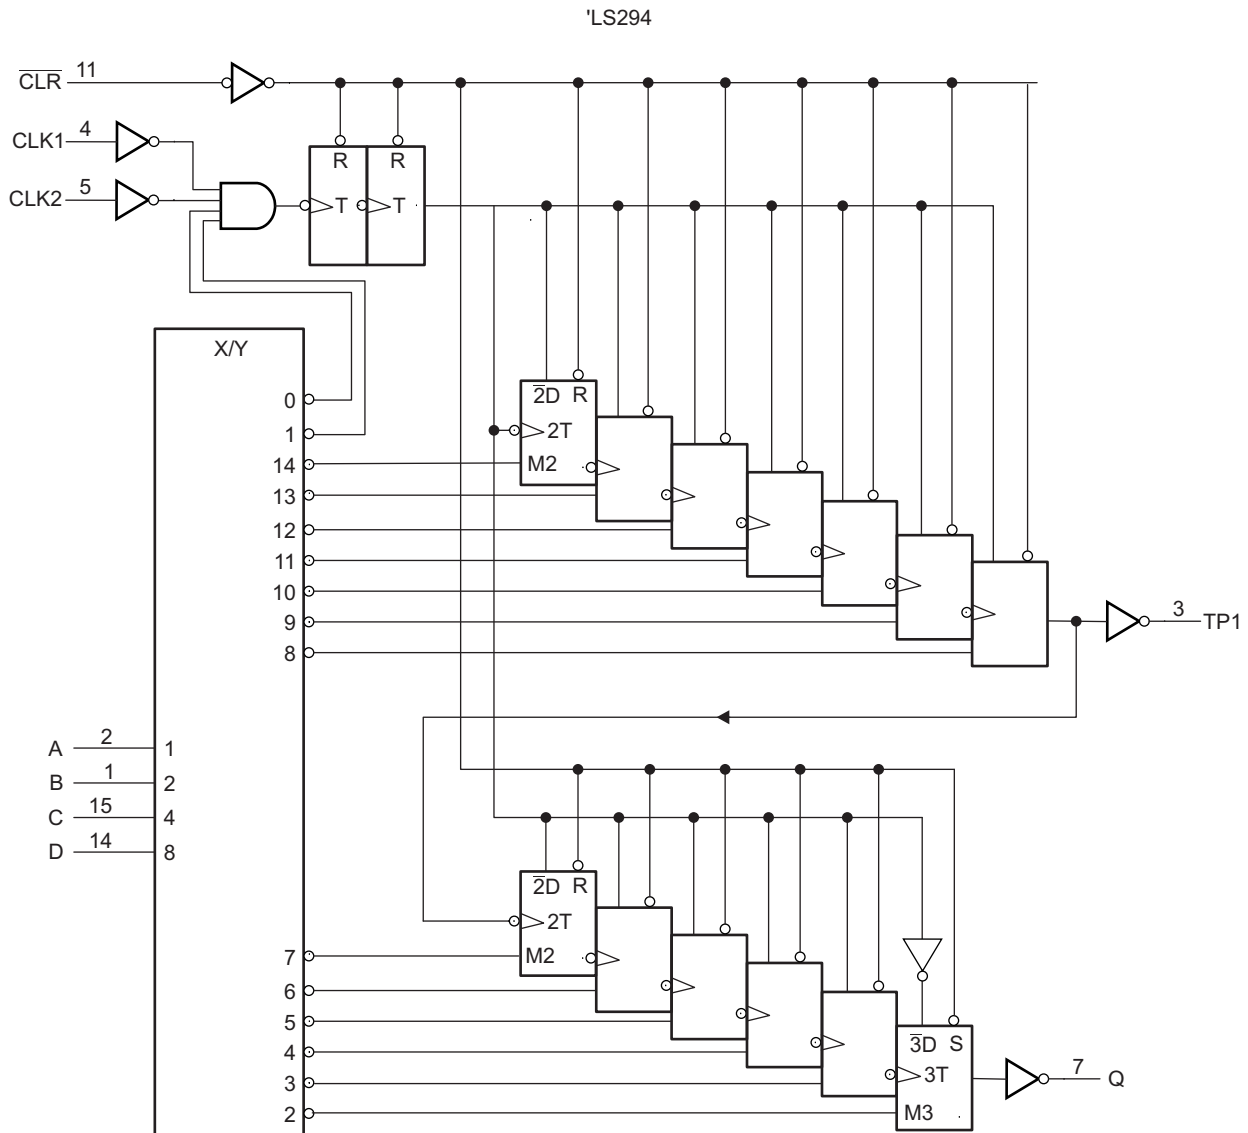 'LS294
CLR 11
CLK1 4
CLK2 5
R R
T T
X/Y
0
1
14
13
12
11
10
9
8
2D R
2T
M2
3 TP1
A 2 1
B 1 2
C 15 4
D 14 8
2D R
2T
M2
7
6
5
4
3
2
3D S
3T
M3
7 Q